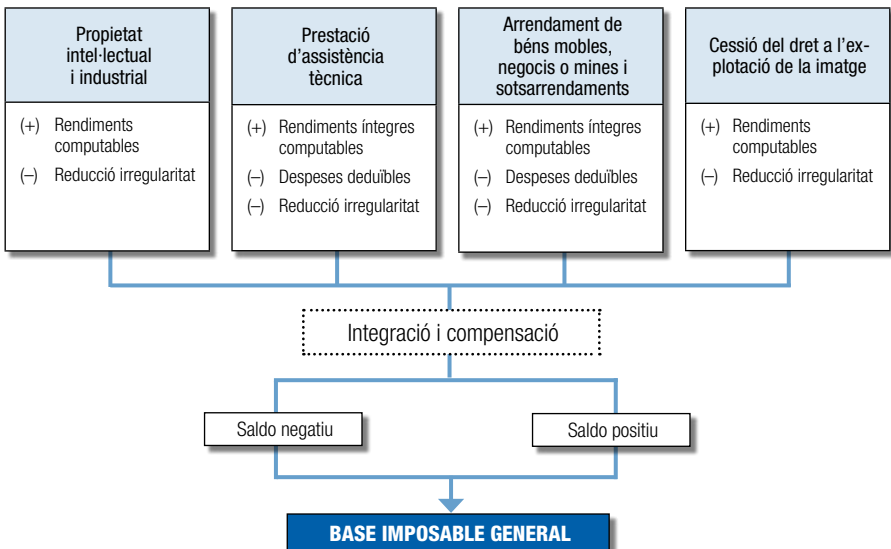 Propietat
intel·lectual
i industrial
(+) Rendiments
computables
(–) Reducció irregularitat
Prestació
d'assistència
tècnica
(+) Rendiments íntegres
computables
(–) Despeses deduïbles
(–) Reducció irregularitat
Arrendament de
béns mobles,
negocis o mines i
sotsarrendaments
(+) Rendiments íntegres
computables
(–) Despeses deduïbles
(–) Reducció irregularitat
Cessió del dret a l'ex-
plotació de la imatge
(+) Rendiments
computables
(–) Reducció irregularitat
Integració i compensació
Saldo negatiu
Saldo positiu
BASE IMPOSABLE GENERAL